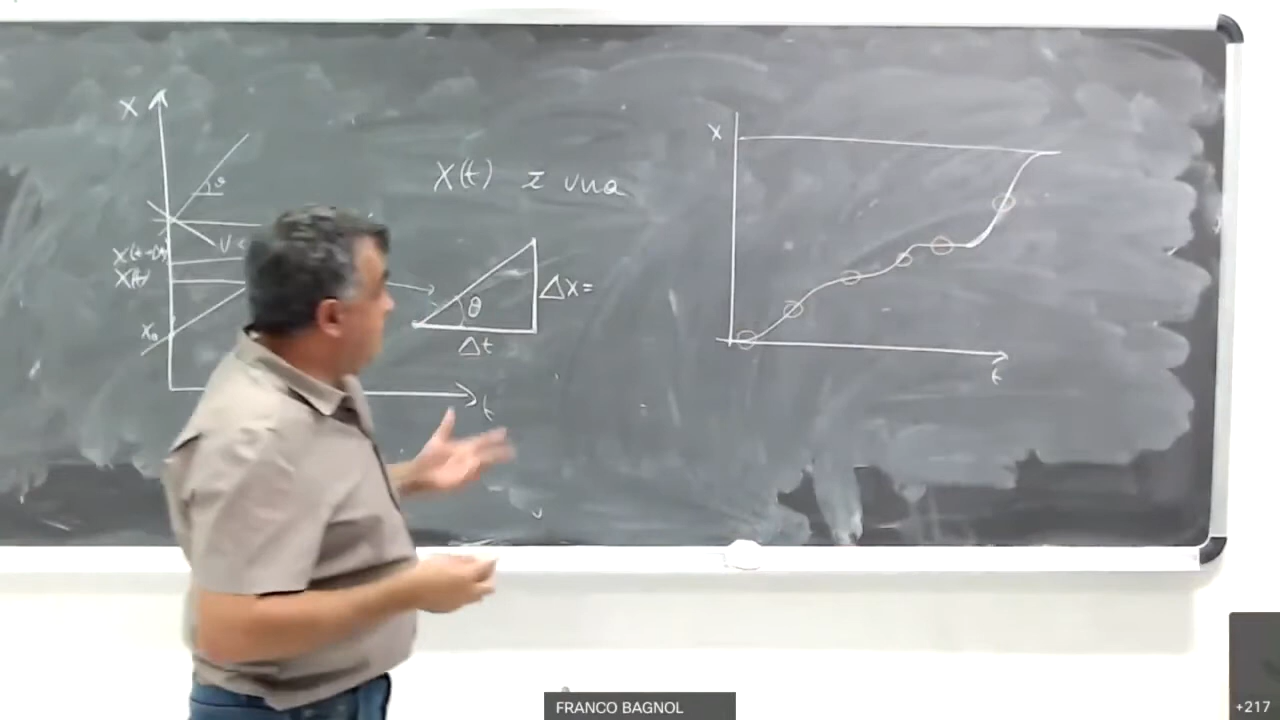 X
θ
X(t) è una
V <
X(t+Δt)
X(t)
X₀
θ
Δx=
Δt
t
X
t
FRANCO BAGNOL
+217